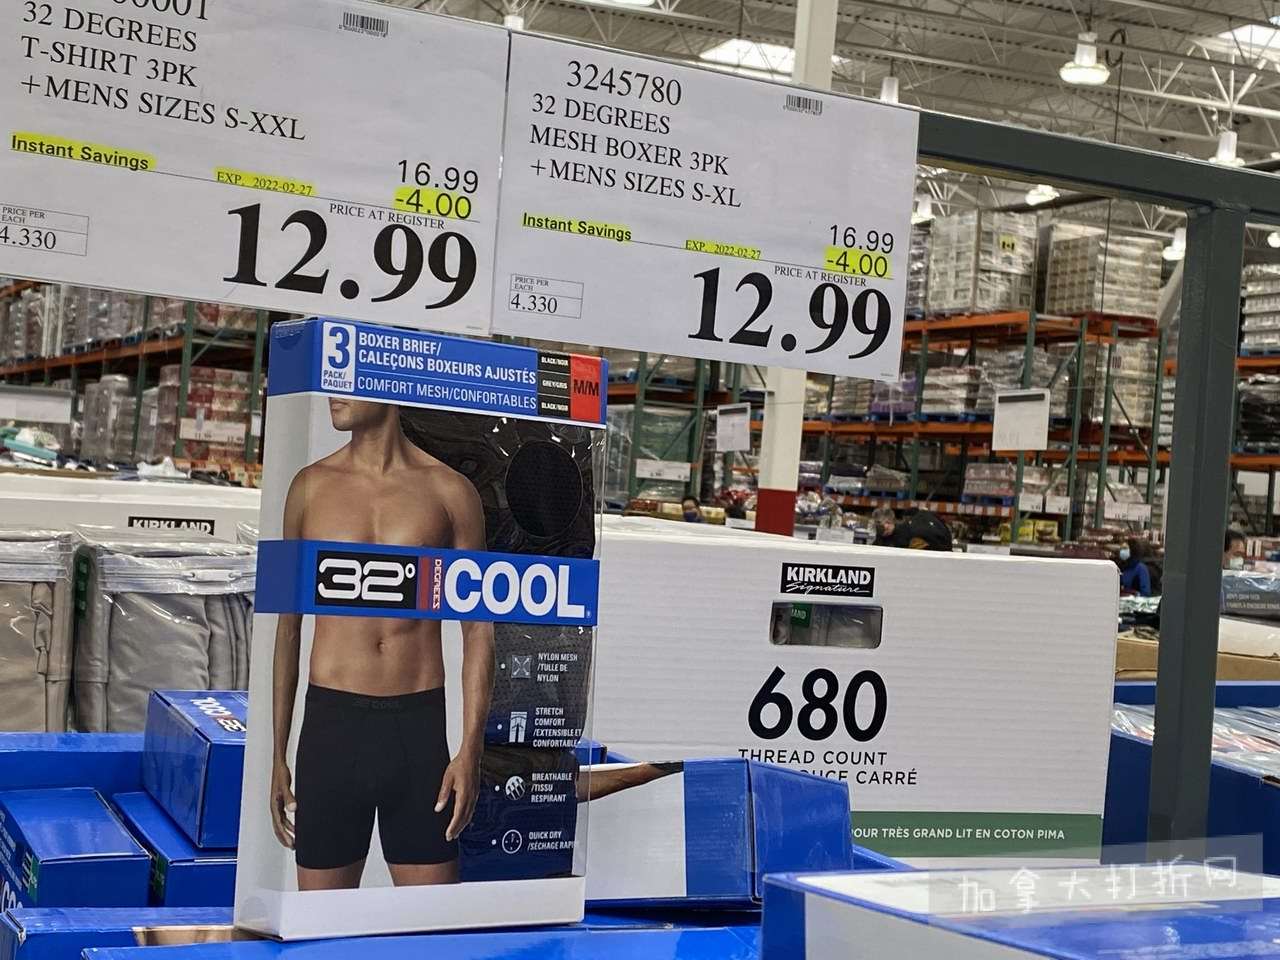 32 DEGREES
T-SHIRT 3PK
+MENS SIZES S-XXL
Instant Savings
EXP. 2022-02-27
16.99
-4.00
PRICE AT REGISTER
12.99
PRICE PER
EACH
4.330
3245780
32 DEGREES
MESH BOXER 3PK
+MENS SIZES S-XL
Instant Savings
EXP. 2022-02-27
16.99
-4.00
PRICE AT REGISTER
12.99
PRICE PER
EACH
4.330
3
PACK/
PAQUET
BOXER BRIEF/
CALEÇONS BOXEURS AJUSTÉS
COMFORT MESH/CONFORTABLES
BLACK/NOIR
GREY/GRIS
BLACK/NOIR
M/M
32° DEGREES COOL
NYLON MESH
/TULLE DE
NYLON
STRETCH
COMFORT
/EXTENSIBLE ET
CONFORTABLE
BREATHABLE
/TISSU
RESPIRANT
QUICK DRY
/SÉCHAGE RAPI
32 COOL
KIRKLAND
KIRKLAND
Signature
680
THREAD COUNT
CARRÉ
POUR TRÈS GRAND LIT EN COTON PIMA
加拿大打折网